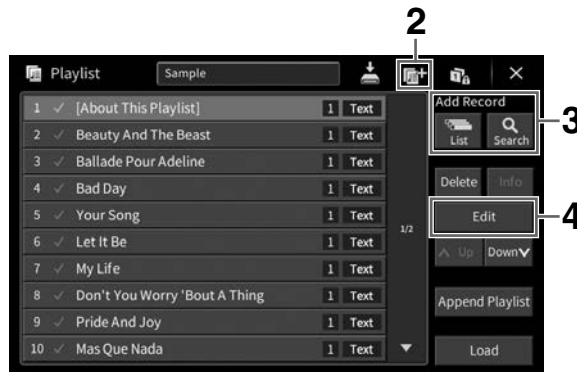 2
Playlist Sample
Add Record
List Search
3
1 [About This Playlist] 1 Text
2 Beauty And The Beast 1 Text
3 Ballade Pour Adeline 1 Text
4 Bad Day 1 Text
5 Your Song 1 Text
6 Let It Be 1 Text
7 My Life 1 Text
8 Don't You Worry 'Bout A Thing 1 Text
9 Pride And Joy 1 Text
10 Mas Que Nada 1 Text
1/2
Delete Info
Edit
4
Up Down
Append Playlist
Load